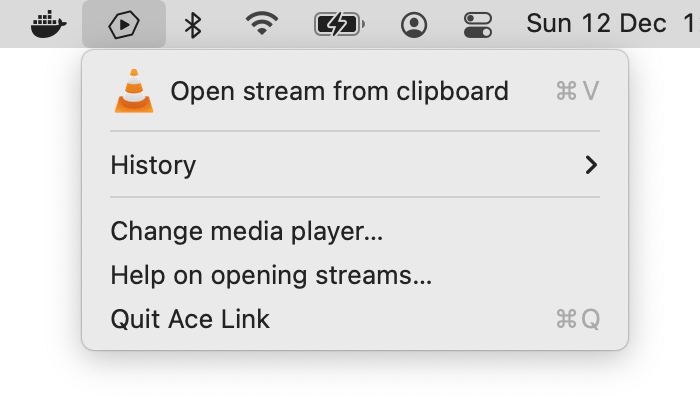 Sun 12 Dec 1
Open stream from clipboard ⌘V
History
Change media player...
Help on opening streams...
Quit Ace Link ⌘Q